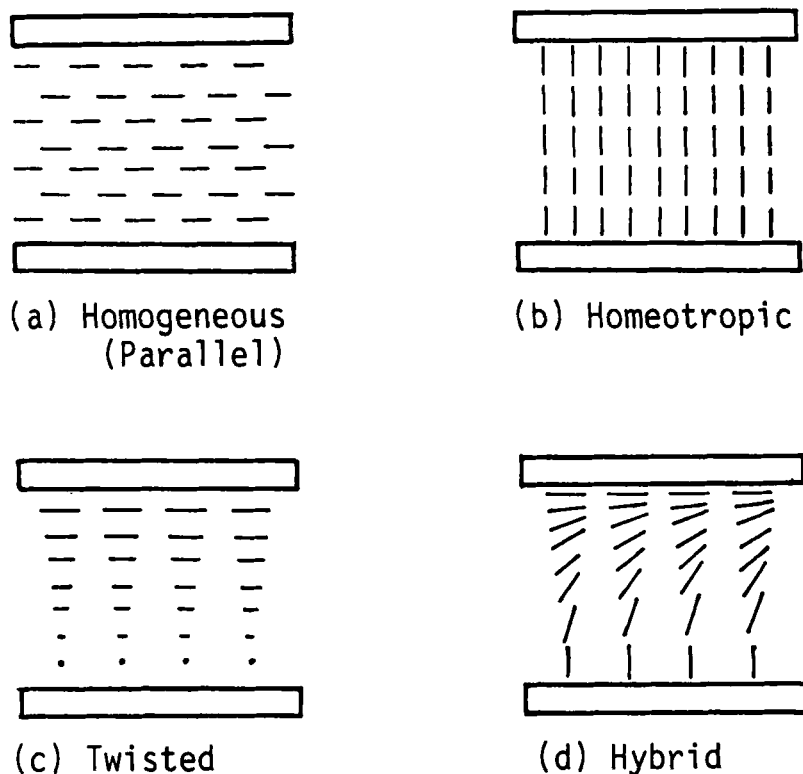 (a) Homogeneous
(Parallel)
(b) Homeotropic
(c) Twisted
(d) Hybrid